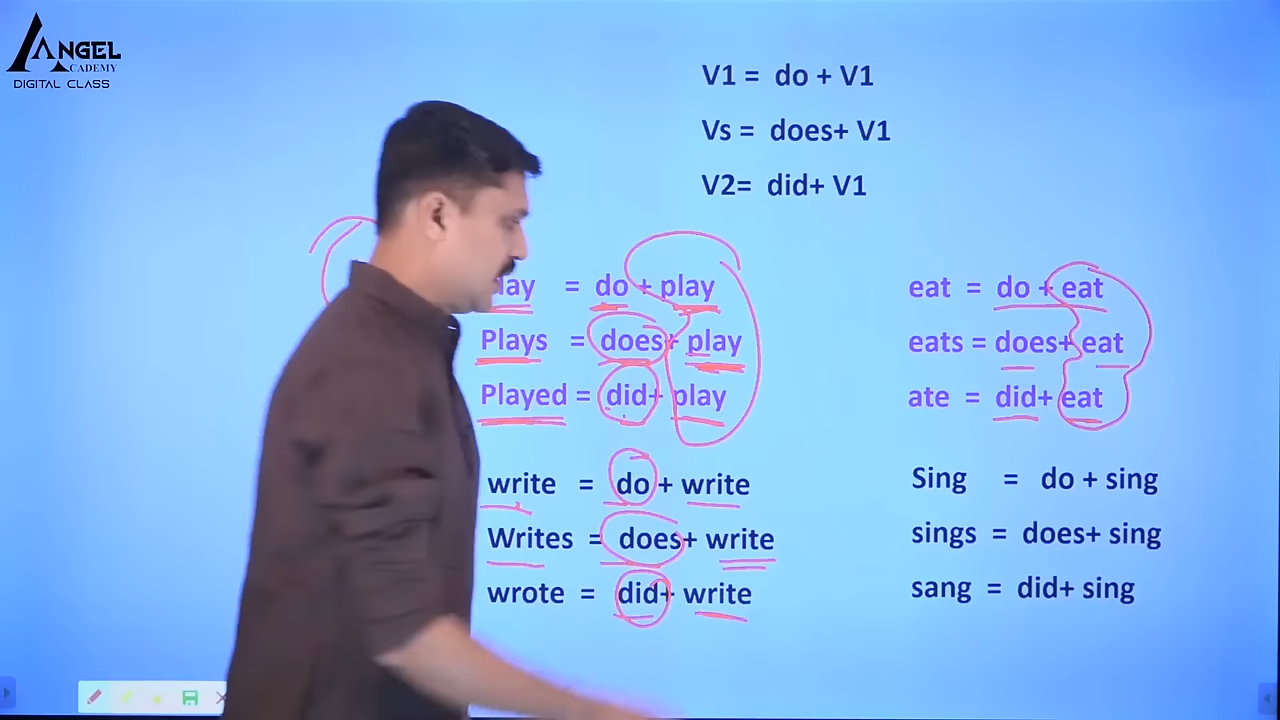 ANGEL
ACADEMY
DIGITAL CLASS
V1 = do + V1
Vs = does+ V1
V2= did+ V1
lay = do + play
Plays = does+ play
Played = did+ play
write = do + write
Writes = does+ write
wrote = did+ write
eat = do + eat
eats = does+ eat
ate = did+ eat
Sing = do + sing
sings = does+ sing
sang = did+ sing